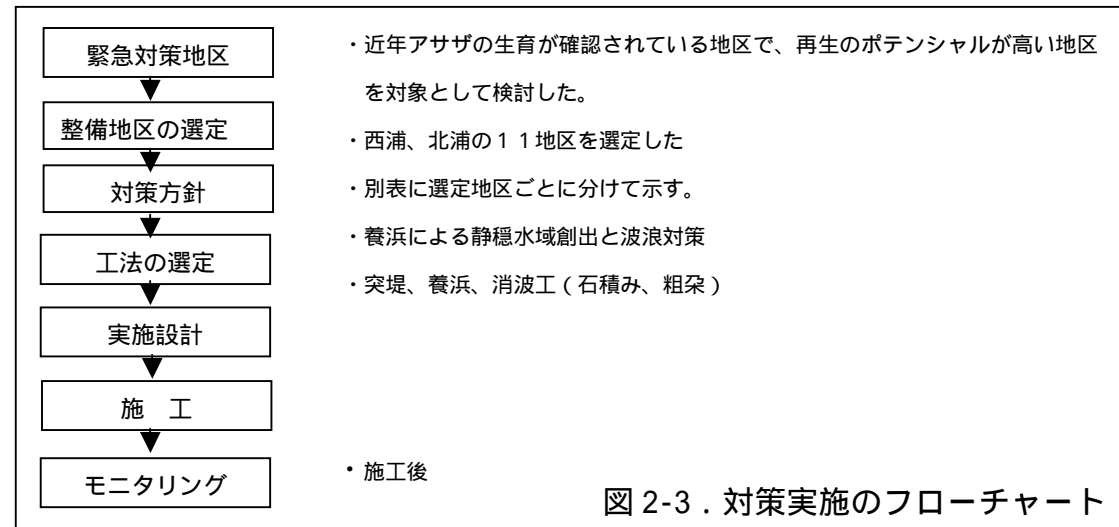 緊急対策地区
・近年アサザの生育が確認されている地区で、再生のポテンシャルが高い地区
を対象として検討した。
整備地区の選定
・西浦、北浦の11地区を選定した
対策方針
・別表に選定地区ごとに分けて示す。
・養浜による静穏水域創出と波浪対策
工法の選定
・突堤、養浜、消波工(石積み、粗朶)
実施設計
施 工
モニタリング
・施工後
図2-3.対策実施のフローチャート